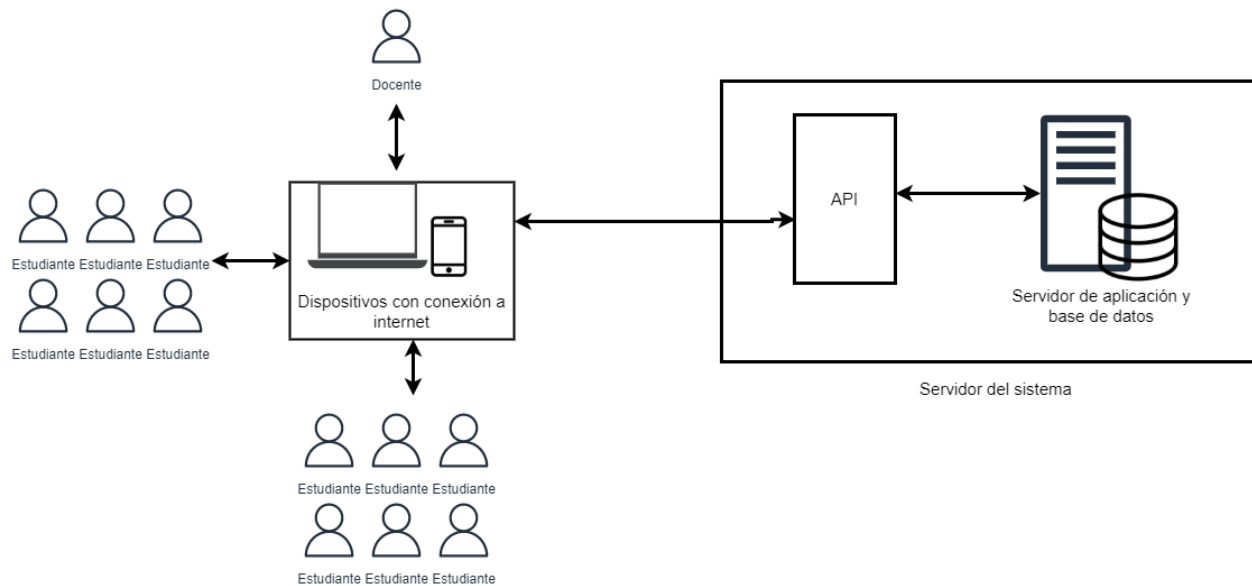 Docente
API
Estudiante Estudiante Estudiante
Estudiante Estudiante Estudiante
Dispositivos con conexión a
internet
Servidor de aplicación y
base de datos
Servidor del sistema
Estudiante Estudiante Estudiante
Estudiante Estudiante Estudiante